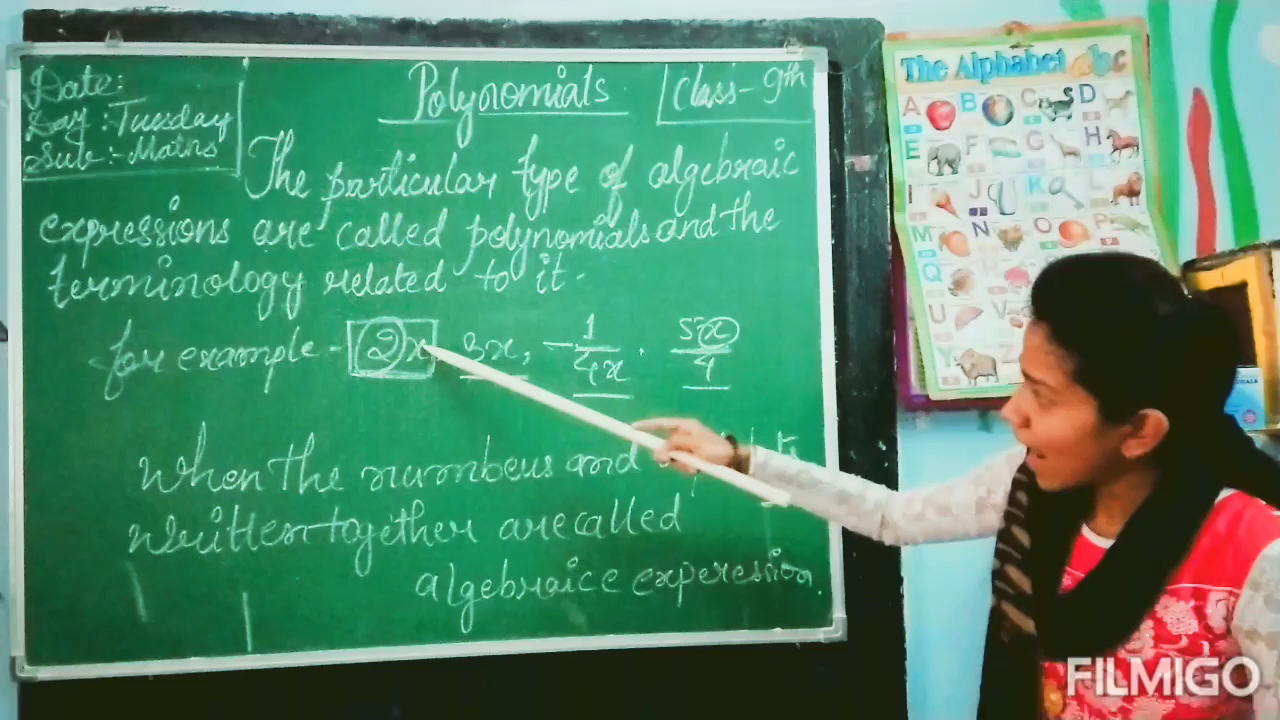 Date:
Day : Tuesday
Sub:- Maths
Polynomials
Class- 9th
The particular type of algebraic
expressions are called polynomials and the
terminology related to it.
for example - 2x, 3x, -1/4x . 5x/4
When the numbers and
written together are called
algebraice experession.
The Alphabet abc
A B C D
E F G H
I J K L
M N O P
Q
U V
Y Z
FILMIGO